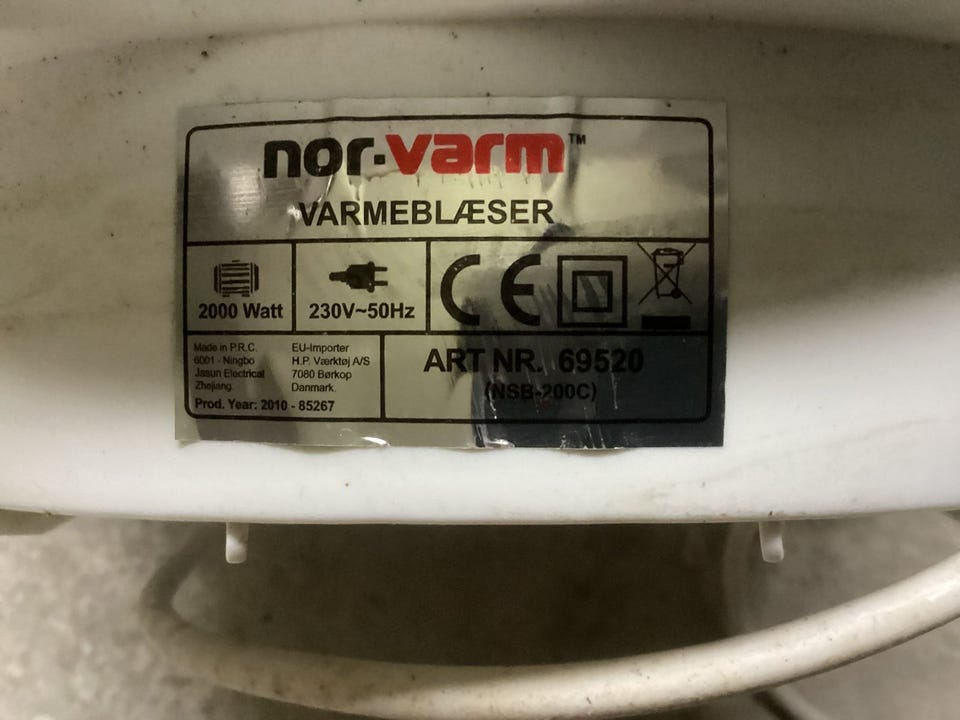 nor-varm™
VARMEBLÆSER
2000 Watt
230V~50Hz
CE
Made in P.R.C.
6001 - Ningbo
Jasun Electrical
Zhejiang.
EU-Importer
H.P. Værktøj A/S
7080 Børkop
Danmark.
Prod. Year: 2010 - 85267
ART NR. 69520
(NSB-200C)